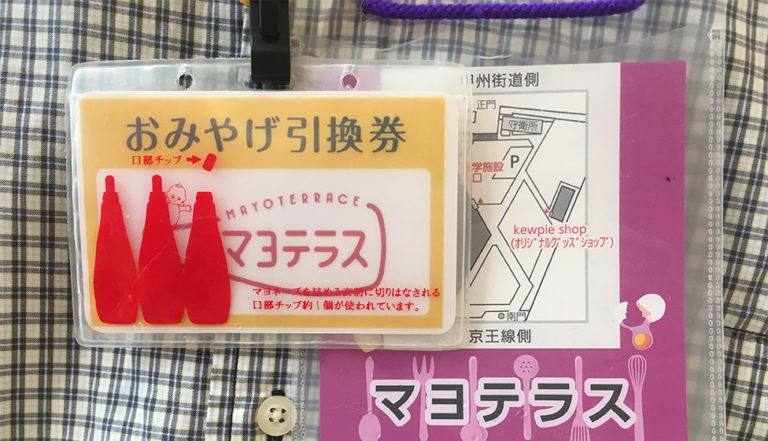 おみやげ引換券
口部チップ
MAYOTERRACE
マヨテラス
マヨネーズを詰める直前に切りはなされる
口部チップ約1個が使われています。
州街道側
正門
守衛所
学施設
口
P
kewpie shop
(ｵﾘｼﾞﾅﾙｸﾞｯｽﾞｼｮｯﾌﾟ)
南門
京王線側
マヨテラス